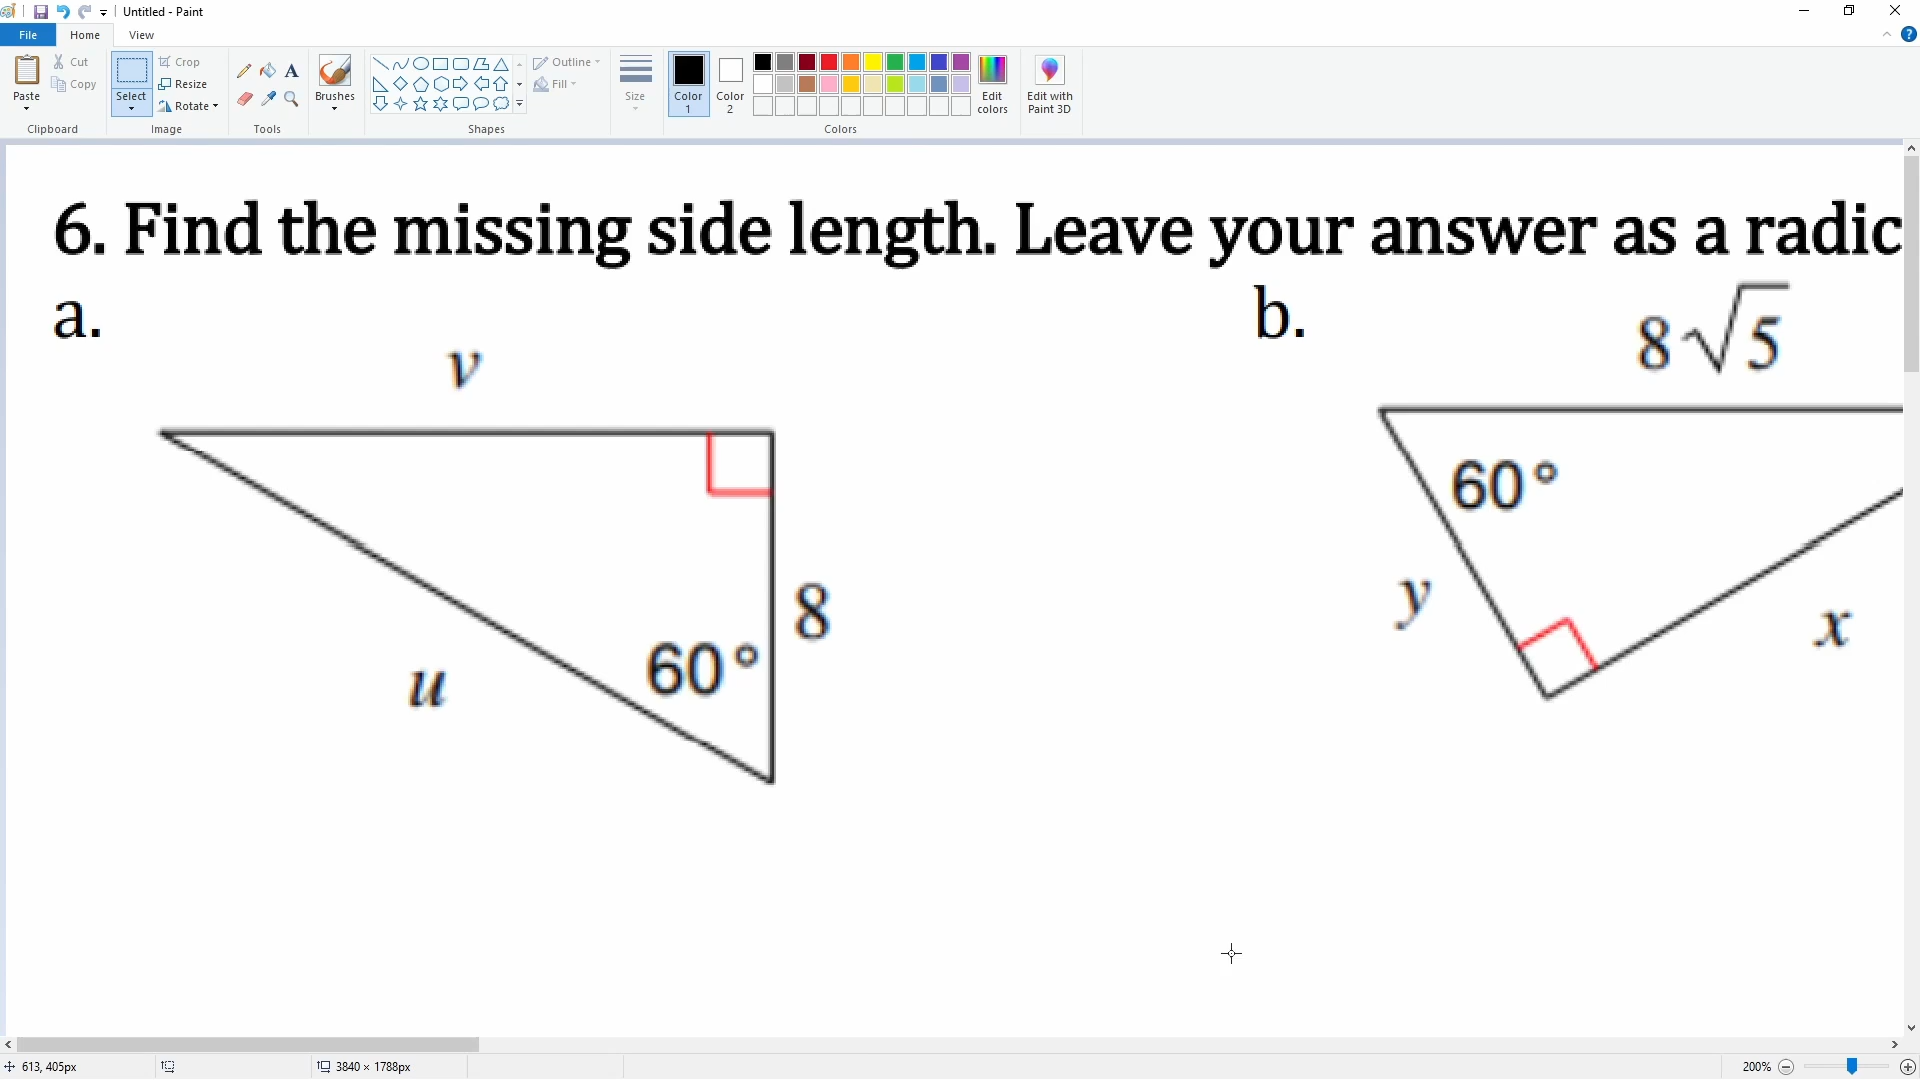 Untitled - Paint
File Home View
Paste
Cut
Copy
Clipboard
Select
Crop
Resize
Rotate
Image
A
Tools
Brushes
Shapes
Outline
Fill
Size
Color 1
Color 2
Edit colors
Colors
Edit with Paint 3D
?
6. Find the missing side length. Leave your answer as a radic
a.
v
8
60°
u
b.
8√5
60°
y
x
613, 405px
3840 × 1788px
200%